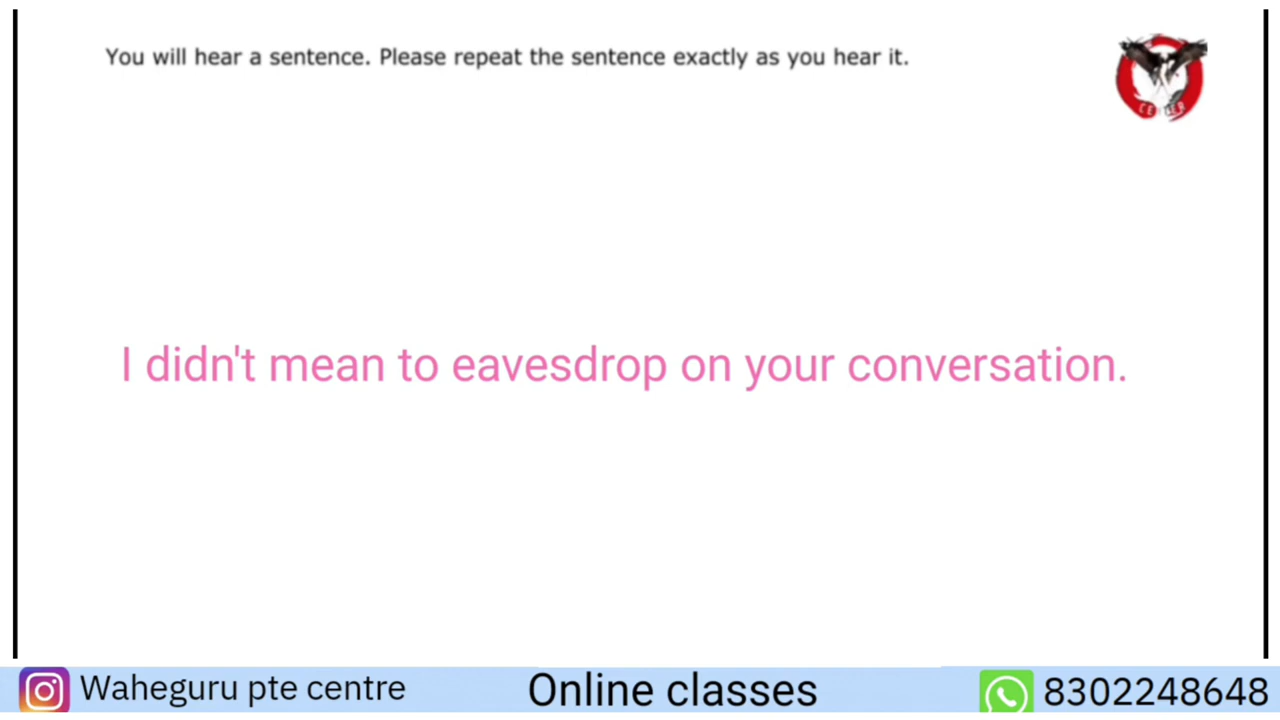 You will hear a sentence. Please repeat the sentence exactly as you hear it.
I didn't mean to eavesdrop on your conversation.
Waheguru pte centre
Online classes
8302248648